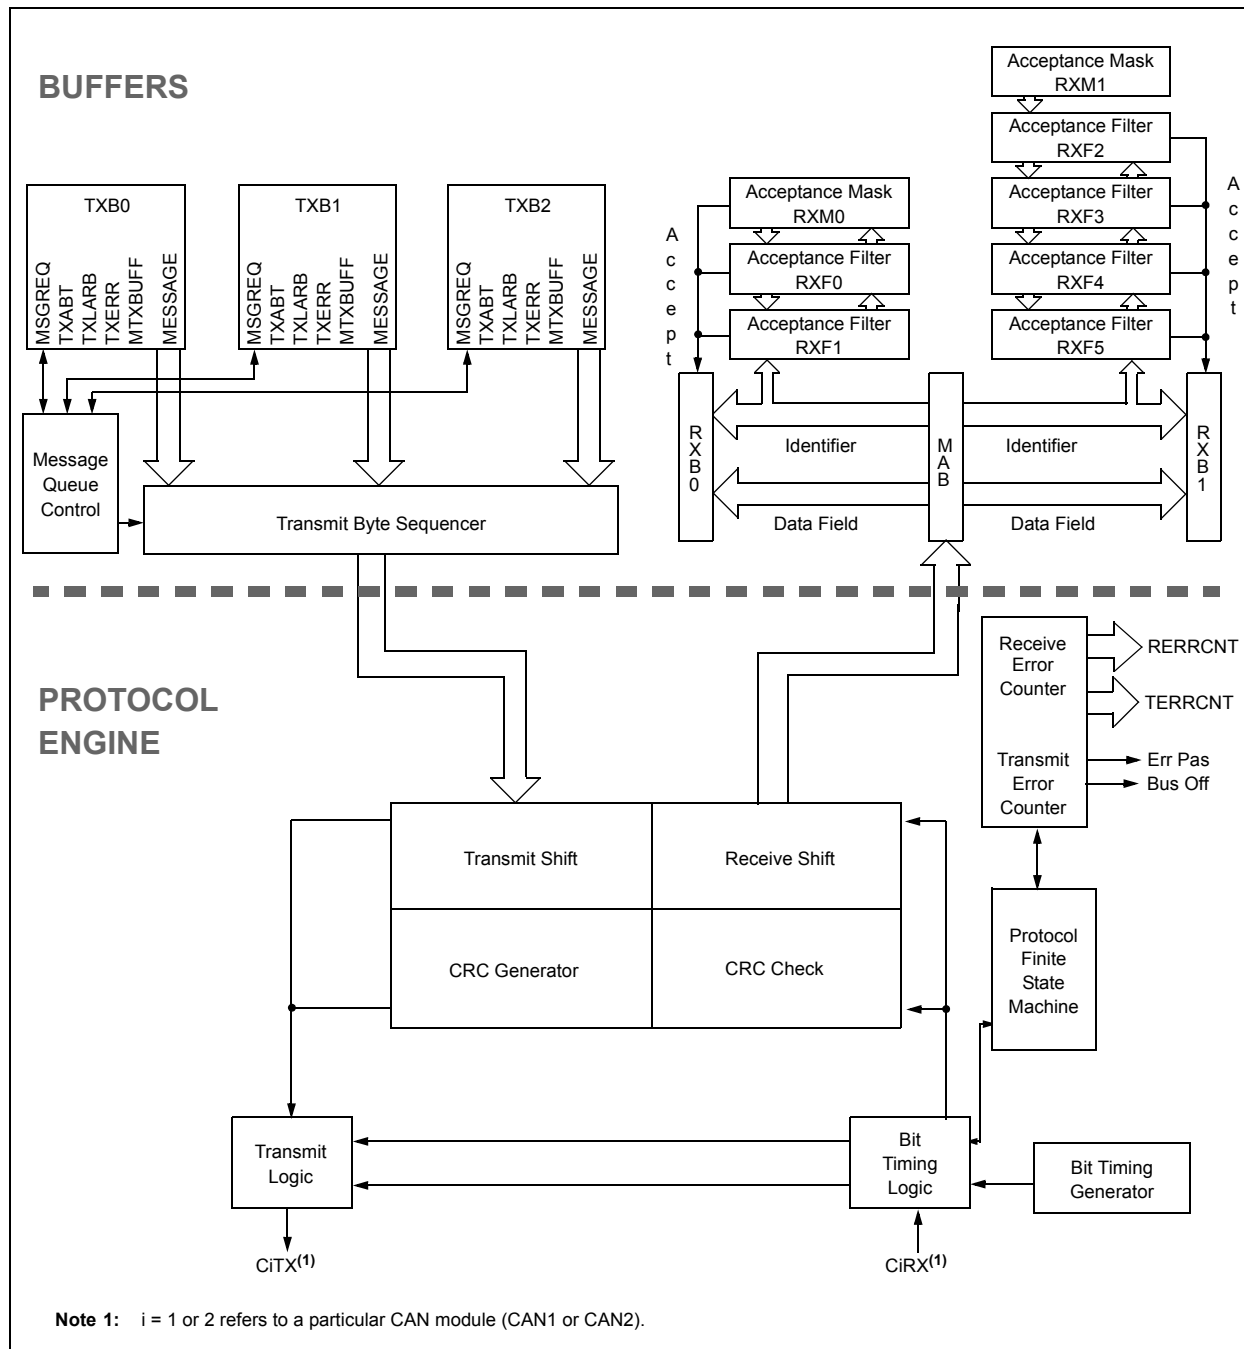 BUFFERS
Acceptance Mask
RXM1
Acceptance Filter
RXF2
Acceptance Filter
RXF3
Acceptance Filter
RXF4
Acceptance Filter
RXF5
Accept
Acceptance Mask
RXM0
Acceptance Filter
RXF0
Acceptance Filter
RXF1
Accept
TXB0
MSGREQ
TXABT
TXLARB
TXERR
MTXBUFF
MESSAGE
TXB1
MSGREQ
TXABT
TXLARB
TXERR
MTXBUFF
MESSAGE
TXB2
MSGREQ
TXABT
TXLARB
TXERR
MTXBUFF
MESSAGE
Message
Queue
Control
Transmit Byte Sequencer
RXB0
Identifier
Data Field
MAB
Identifier
Data Field
RXB1
PROTOCOL
ENGINE
Receive
Error
Counter
Transmit
Error
Counter
RERRCNT
TERRCNT
Err Pas
Bus Off
Transmit Shift
Receive Shift
CRC Generator
CRC Check
Protocol
Finite
State
Machine
Transmit
Logic
Bit
Timing
Logic
Bit Timing
Generator
CiTX(1)
CiRX(1)
Note 1: i = 1 or 2 refers to a particular CAN module (CAN1 or CAN2).